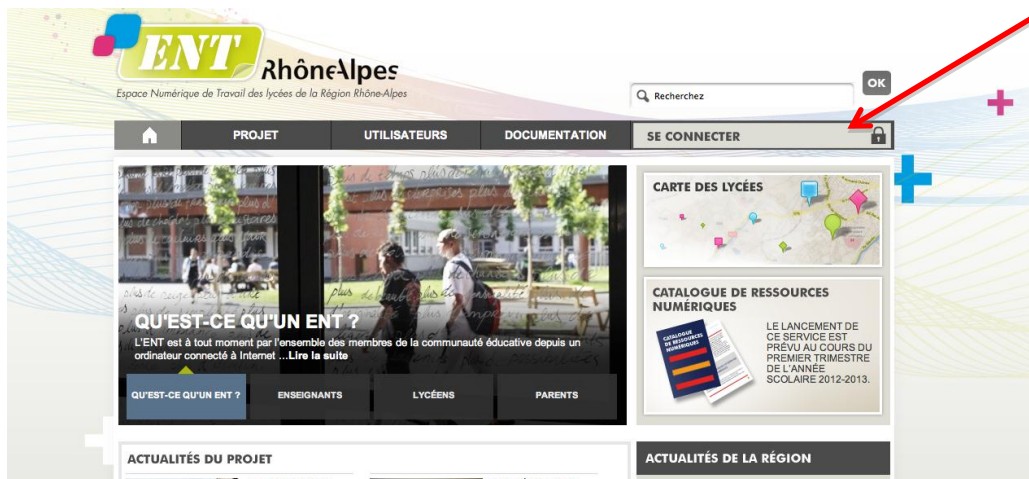 ENT
RhôneAlpes
Espace Numérique de Travail des lycées de la Région Rhône-Alpes
Recherchez
OK
PROJET
UTILISATEURS
DOCUMENTATION
SE CONNECTER
QU'EST-CE QU'UN ENT ?
L'ENT est à tout moment par l'ensemble des membres de la communauté éducative depuis un
ordinateur connecté à Internet ...Lire la suite
QU'EST-CE QU'UN ENT ?
ENSEIGNANTS
LYCÉENS
PARENTS
CARTE DES LYCÉES
CATALOGUE DE RESSOURCES
NUMÉRIQUES
CATALOGUE
DE RESSOURCES
NUMÉRIQUES
LE LANCEMENT DE
CE SERVICE EST
PRÉVU AU COURS DU
PREMIER TRIMESTRE
DE L'ANNÉE
SCOLAIRE 2012-2013.
ACTUALITÉS DU PROJET
ACTUALITÉS DE LA RÉGION